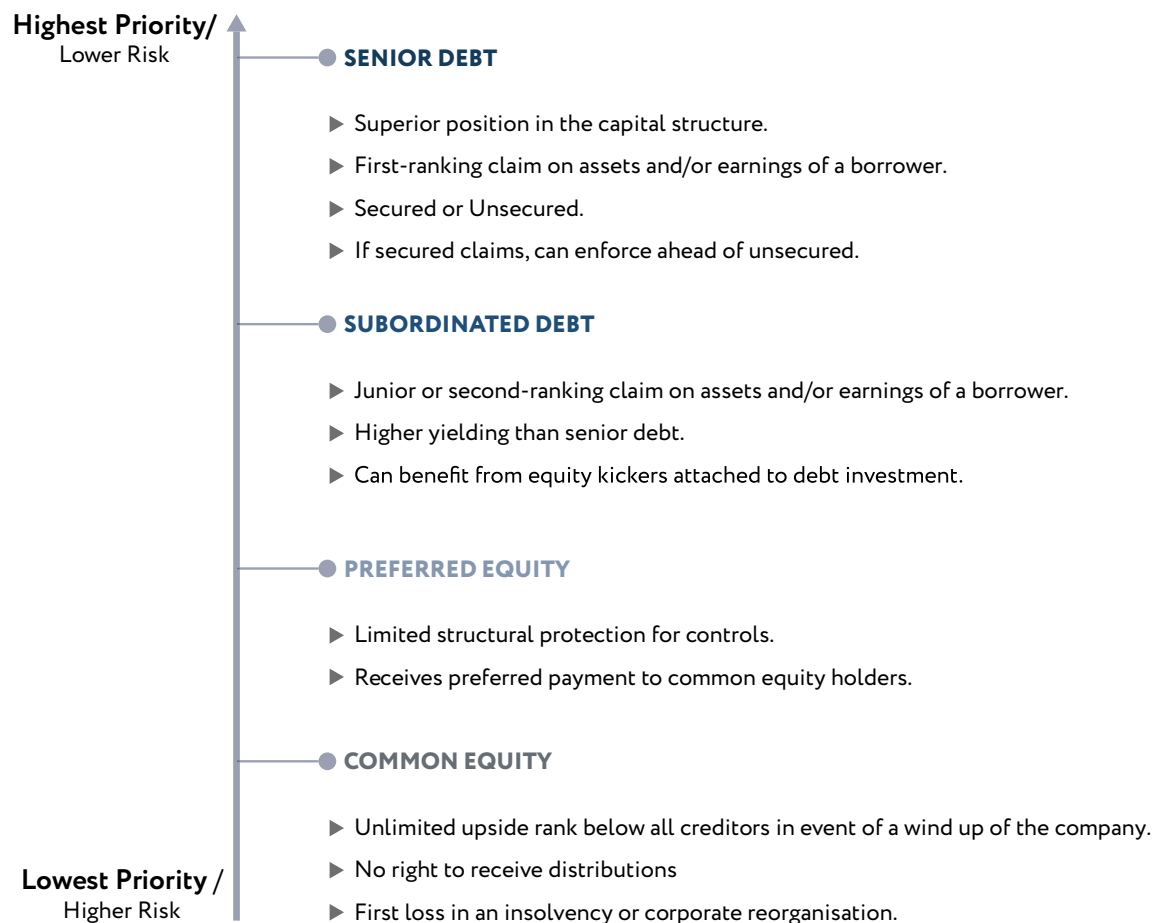 Highest Priority/
Lower Risk
SENIOR DEBT
Superior position in the capital structure.
First-ranking claim on assets and/or earnings of a borrower.
Secured or Unsecured.
If secured claims, can enforce ahead of unsecured.
SUBORDINATED DEBT
Junior or second-ranking claim on assets and/or earnings of a borrower.
Higher yielding than senior debt.
Can benefit from equity kickers attached to debt investment.
PREFERRED EQUITY
Limited structural protection for controls.
Receives preferred payment to common equity holders.
COMMON EQUITY
Unlimited upside rank below all creditors in event of a wind up of the company.
No right to receive distributions
First loss in an insolvency or corporate reorganisation.
Lowest Priority /
Higher Risk